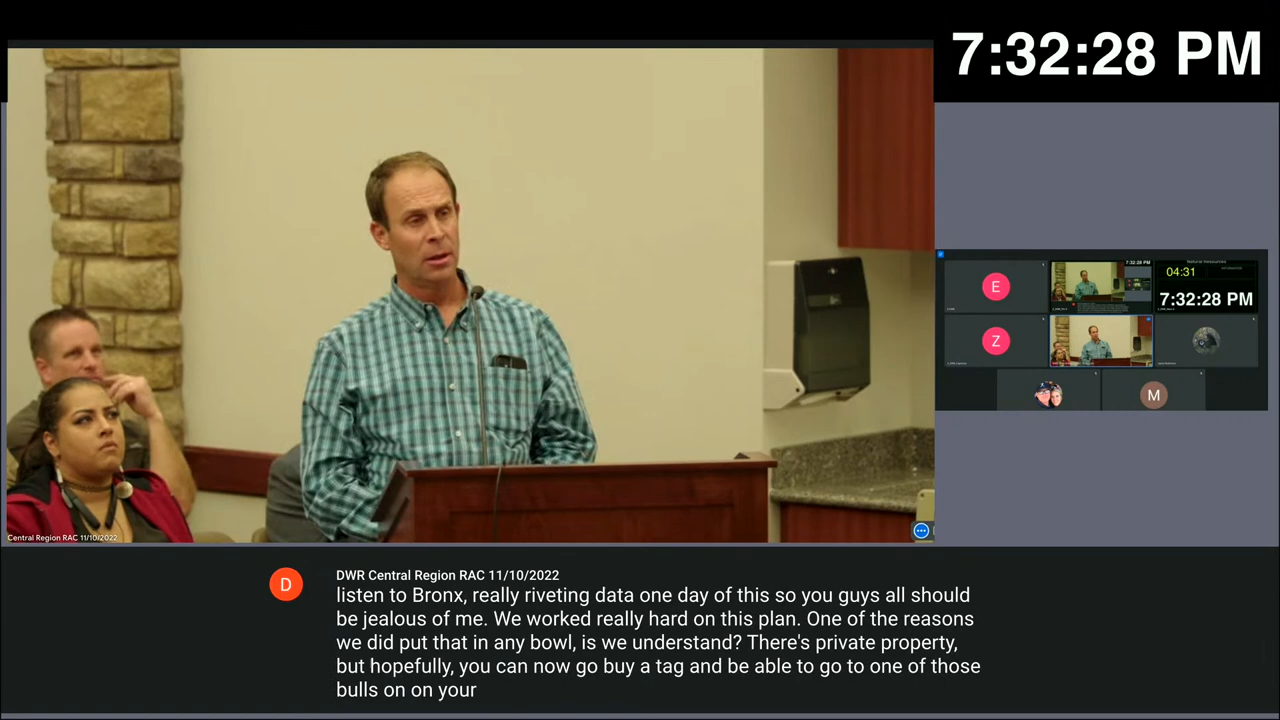 7:32:28 PM
04:31
7:32:28 PM
7:32:28 PM
E
Z
M
Central Region RAC 11/10/2022
D
DWR Central Region RAC 11/10/2022
listen to Bronx, really riveting data one day of this so you guys all should
be jealous of me. We worked really hard on this plan. One of the reasons
we did put that in any bowl, is we understand? There's private property,
but hopefully, you can now go buy a tag and be able to go to one of those
bulls on on your